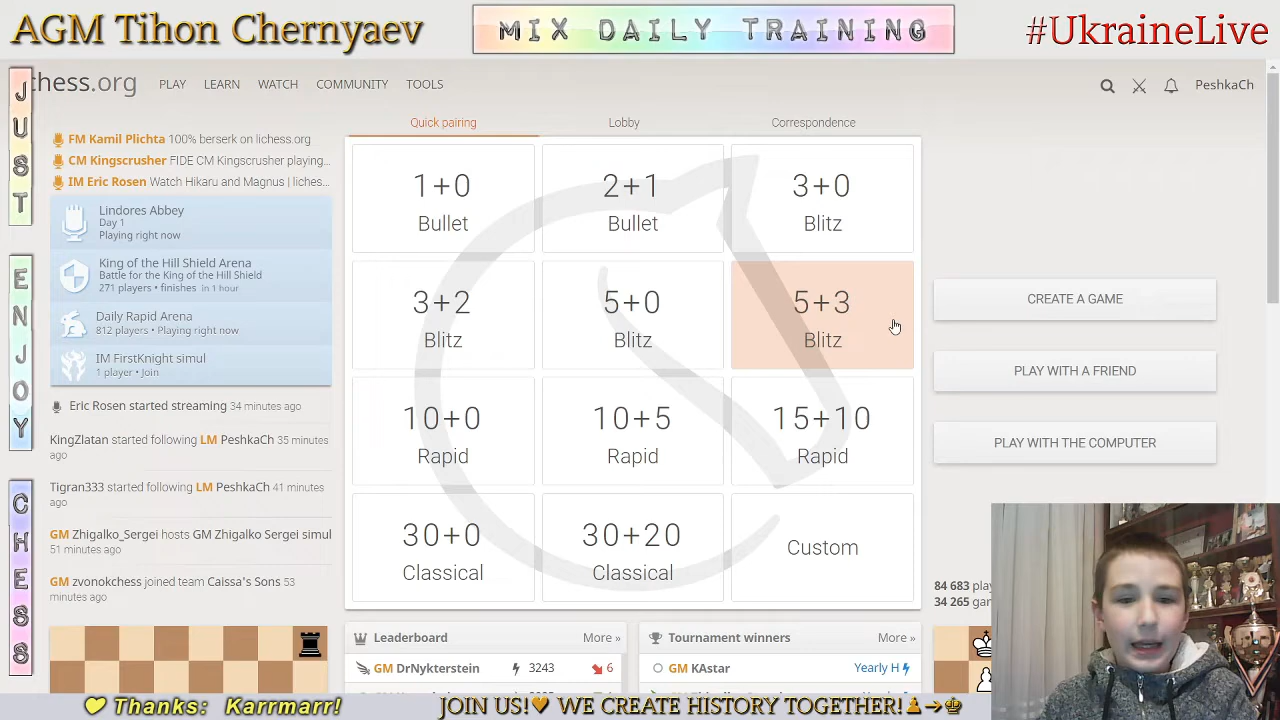 AGM Tihon Chernyaev
MIX DAILY TRAINING
#UkraineLive
JUST
ENJOY
CHESS
chess.org
PLAY
LEARN
WATCH
COMMUNITY
TOOLS
PeshkaCh
FM Kamil Plichta 100% berserk on lichess.org
CM Kingscrusher FIDE CM Kingscrusher playing...
IM Eric Rosen Watch Hikaru and Magnus | liches...
Lindores Abbey
Day 1
Playing right now
King of the Hill Shield Arena
Battle for the King of the Hill Shield
271 players • finishes in 1 hour
Daily Rapid Arena
812 players • Playing right now
IM FirstKnight simul
1 player • Join
Eric Rosen started streaming 34 minutes ago
KingZlatan started following LM PeshkaCh 35 minutes
ago
Tigran333 started following LM PeshkaCh 41 minutes
ago
GM Zhigalko_Sergei hosts GM Zhigalko Sergei simul
51 minutes ago
GM zvonokchess joined team Caissa's Sons 53
minutes ago
Quick pairing
Lobby
Correspondence
1+0
Bullet
2+1
Bullet
3+0
Blitz
3+2
Blitz
5+0
Blitz
5+3
Blitz
10+0
Rapid
10+5
Rapid
15+10
Rapid
30+0
Classical
30+20
Classical
Custom
CREATE A GAME
PLAY WITH A FRIEND
PLAY WITH THE COMPUTER
84 683
34 265
Leaderboard
More »
GM DrNykterstein
3243
6
Tournament winners
More »
GM KAstar
Yearly H
Thanks: Karrmarr!
JOIN US! WE CREATE HISTORY TOGETHER!